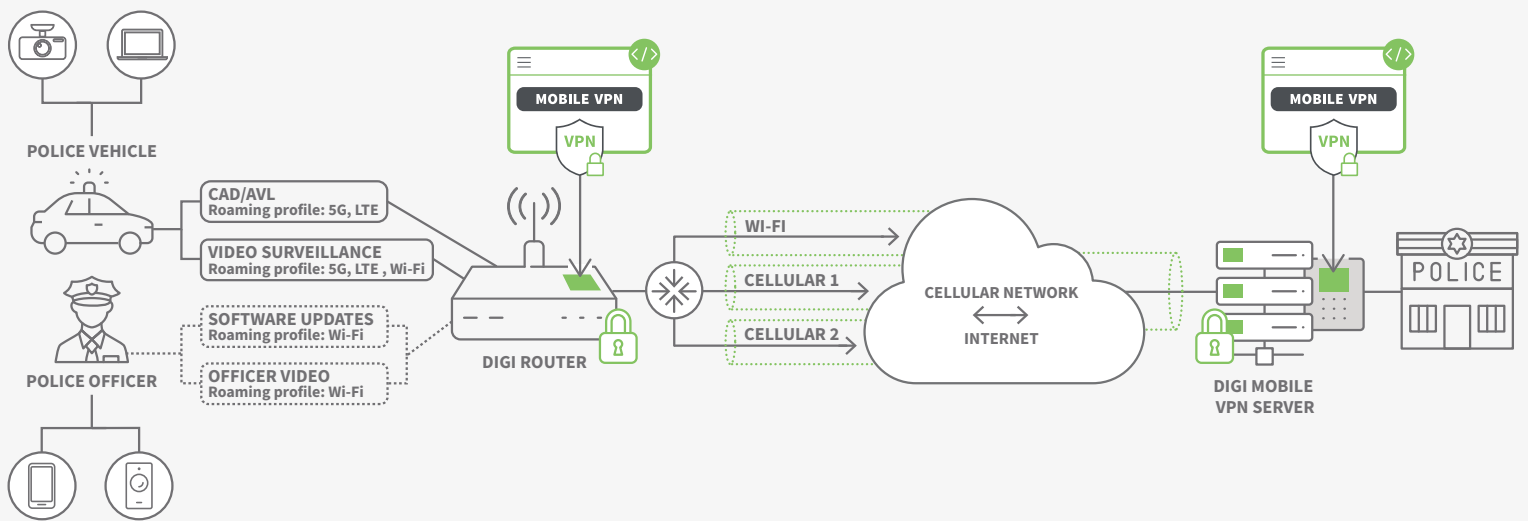 POLICE VEHICLE
CAD/AVL
Roaming profile: 5G, LTE
VIDEO SURVEILLANCE
Roaming profile: 5G, LTE , Wi-Fi
POLICE OFFICER
SOFTWARE UPDATES
Roaming profile: Wi-Fi
OFFICER VIDEO
Roaming profile: Wi-Fi
</>
MOBILE VPN
VPN
DIGI ROUTER
WI-FI
CELLULAR 1
CELLULAR 2
CELLULAR NETWORK
INTERNET
</>
MOBILE VPN
VPN
DIGI MOBILE
VPN SERVER
POLICE